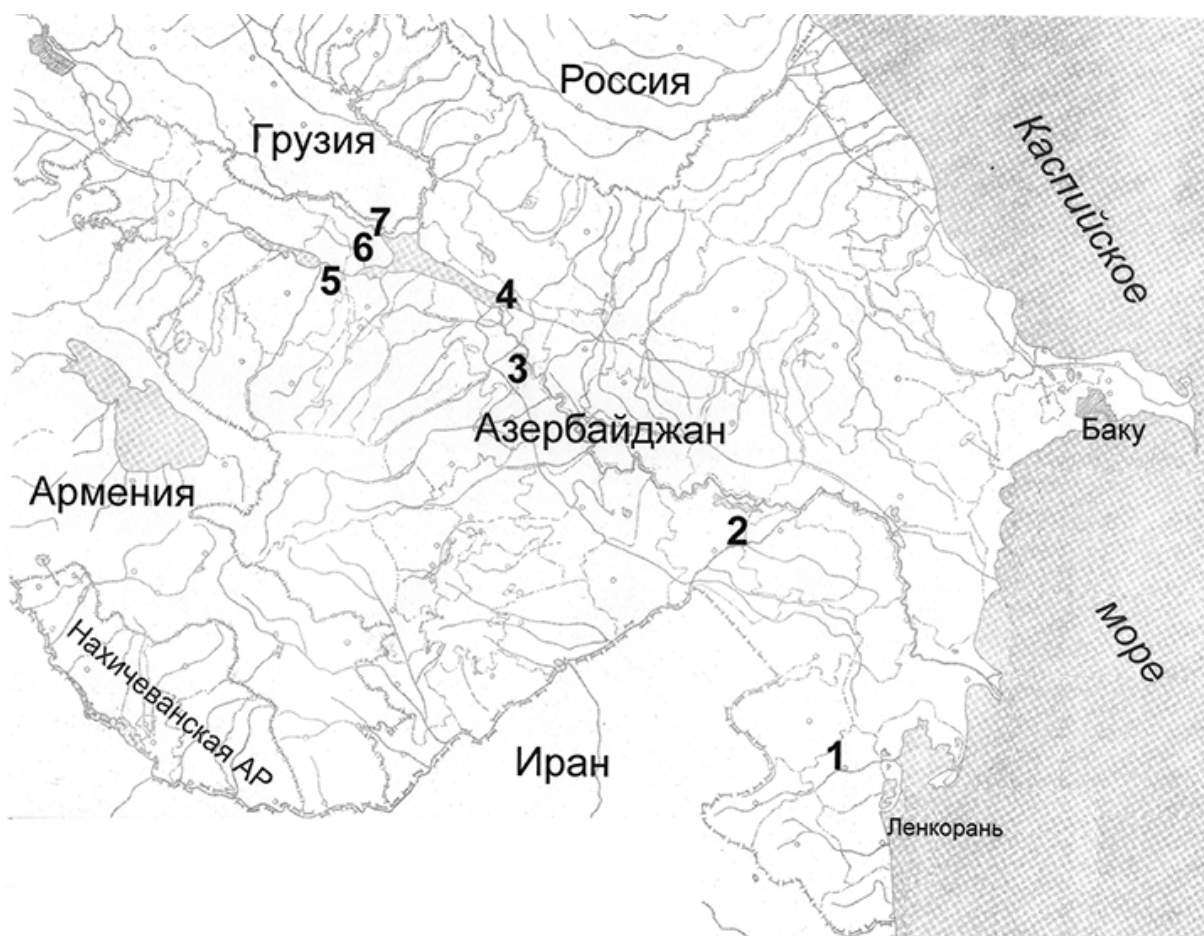 Россия
Грузия
Каспийское
7
6
5
4
3
Азербайджан
Баку
Армения
2
море
Нахичеванская АР
Иран
1
Ленкорань